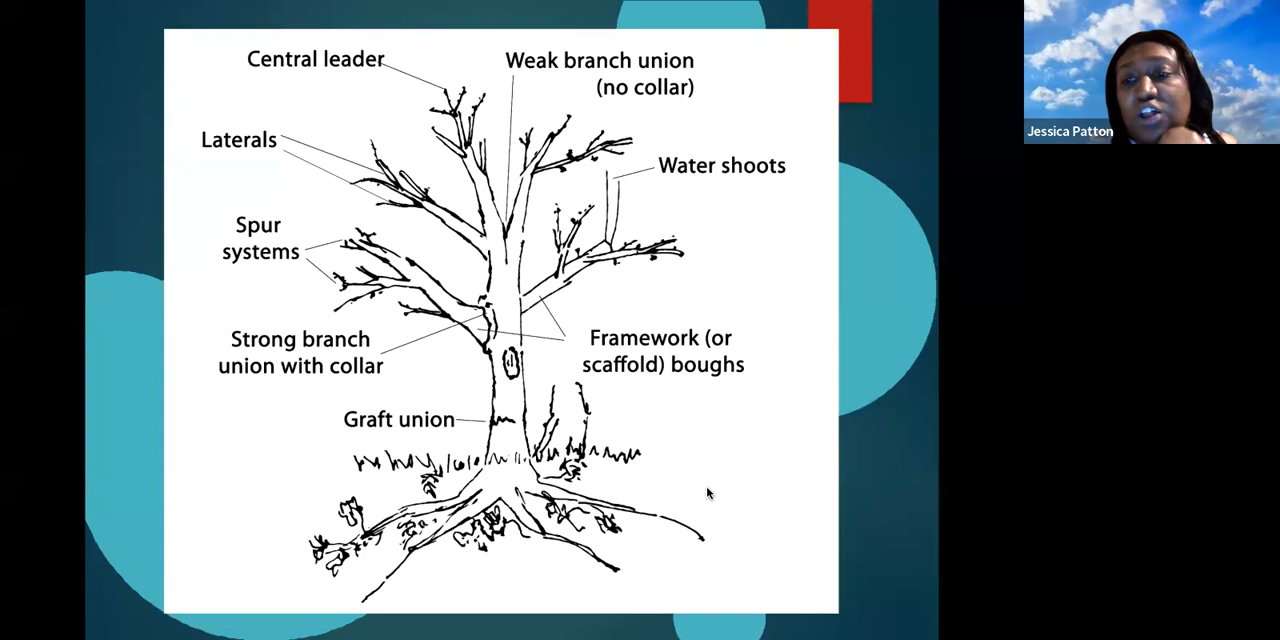 Central leader
Weak branch union
(no collar)
Laterals
Water shoots
Spur
systems
Strong branch
union with collar
Framework (or
scaffold) boughs
Graft union
Jessica Patton